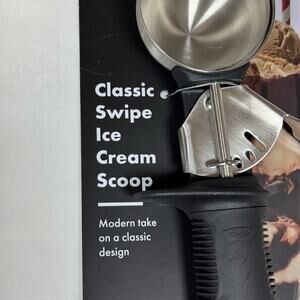 Classic
Swipe
Ice
Cream
Scoop
Modern take
on a classic
design